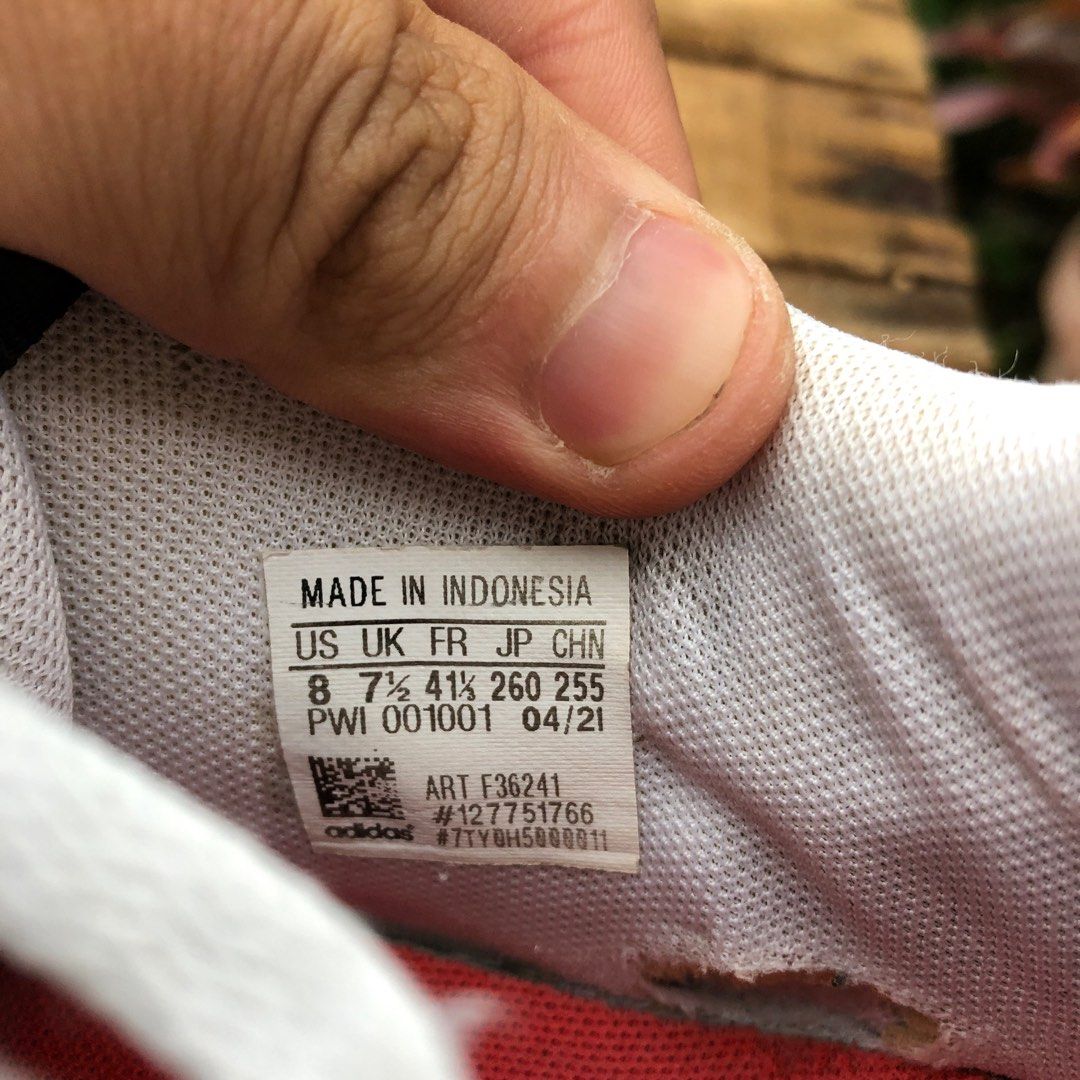 MADE IN INDONESIA
US UK FR JP CHN
8 7½ 41⅓ 260 255
PWI 001001 04/21
ART F36241
#127751766
adidas
#7TY0H5000011